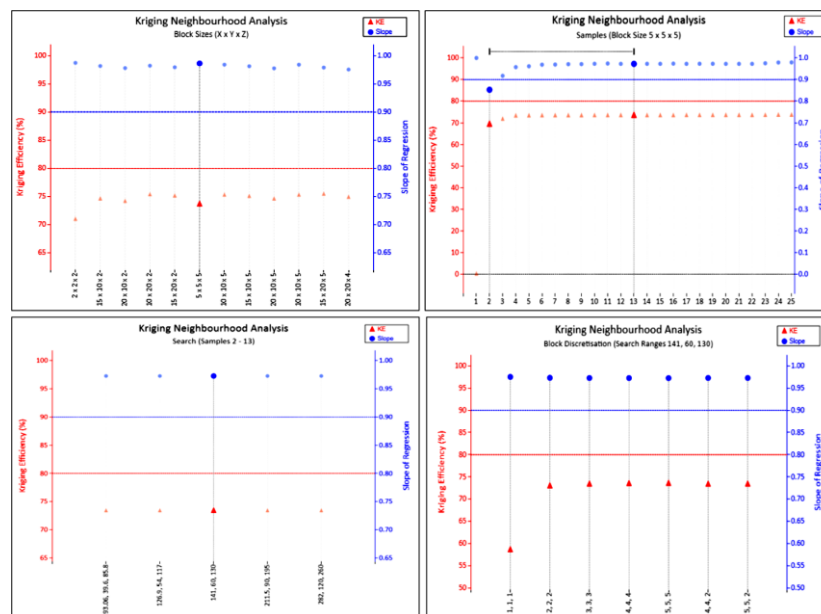 Kriging Neighbourhood Analysis
Block Sizes (X x Y x Z)
KE
Slope
Kriging Efficiency (%)
100
95
90
85
80
75
70
65
Slope of Regression
1.00
0.95
0.90
0.85
0.80
0.75
0.70
0.65
2 x 2 x 2-
15 x 10 x 2-
20 x 10 x 2-
10 x 20 x 2-
15 x 20 x 2-
5 x 5 x 5
10 x 10 x 5-
15 x 10 x 5-
20 x 10 x 5-
10 x 10 x 5-
15 x 20 x 5-
20 x 20 x 4-
Kriging Neighbourhood Analysis
Samples (Block Size 5 x 5 x 5)
KE
Slope
Kriging Efficiency (%)
100
90
80
70
60
50
40
30
20
10
0
Slope of Regression
1.0
0.9
0.8
0.7
0.6
0.5
0.4
0.3
0.2
0.1
0.0
1 2 3 4 5 6 7 8 9 10 11 12 13 14 15 16 17 18 19 20 21 22 23 24 25
Kriging Neighbourhood Analysis
Search (Samples 2 - 13)
KE
Slope
Kriging Efficiency (%)
100
95
90
85
80
75
70
65
Slope of Regression
1.00
0.95
0.90
0.85
0.80
0.75
0.70
0.65
93.06, 39.6, 85.8-
126.9, 54, 117-
141, 60, 130-
211.5, 90, 195-
282, 120, 260-
Kriging Neighbourhood Analysis
Block Discretisation (Search Ranges 141, 60, 130)
KE
Slope
Kriging Efficiency (%)
100
95
90
85
80
75
70
65
60
55
50
Slope of Regression
1.00
0.95
0.90
0.85
0.80
0.75
0.70
0.65
0.60
0.55
0.50
1, 1, 1-
2, 2, 2-
3, 3, 3-
4, 4, 4-
5, 5, 5-
4, 4, 2-
5, 5, 2-